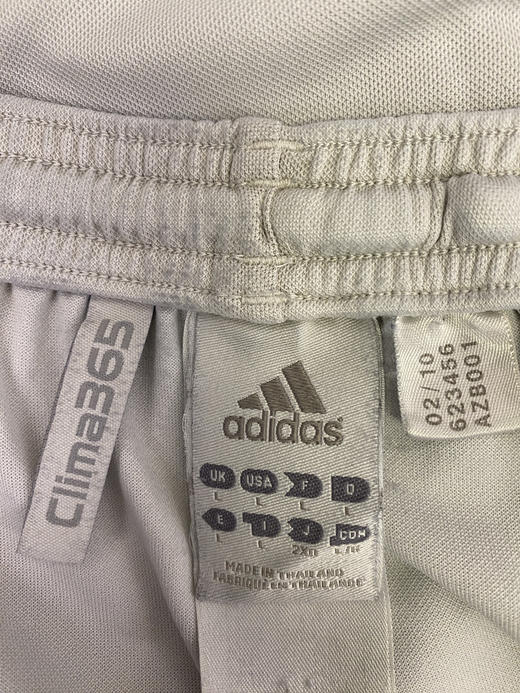 Clima365
adidas
UK USA F D
L L L L
E I J CDN
L L 2XO L/G
MADE IN THAILAND
FABRIQUÉ EN THAILANDE
02/10
623456
AZB001